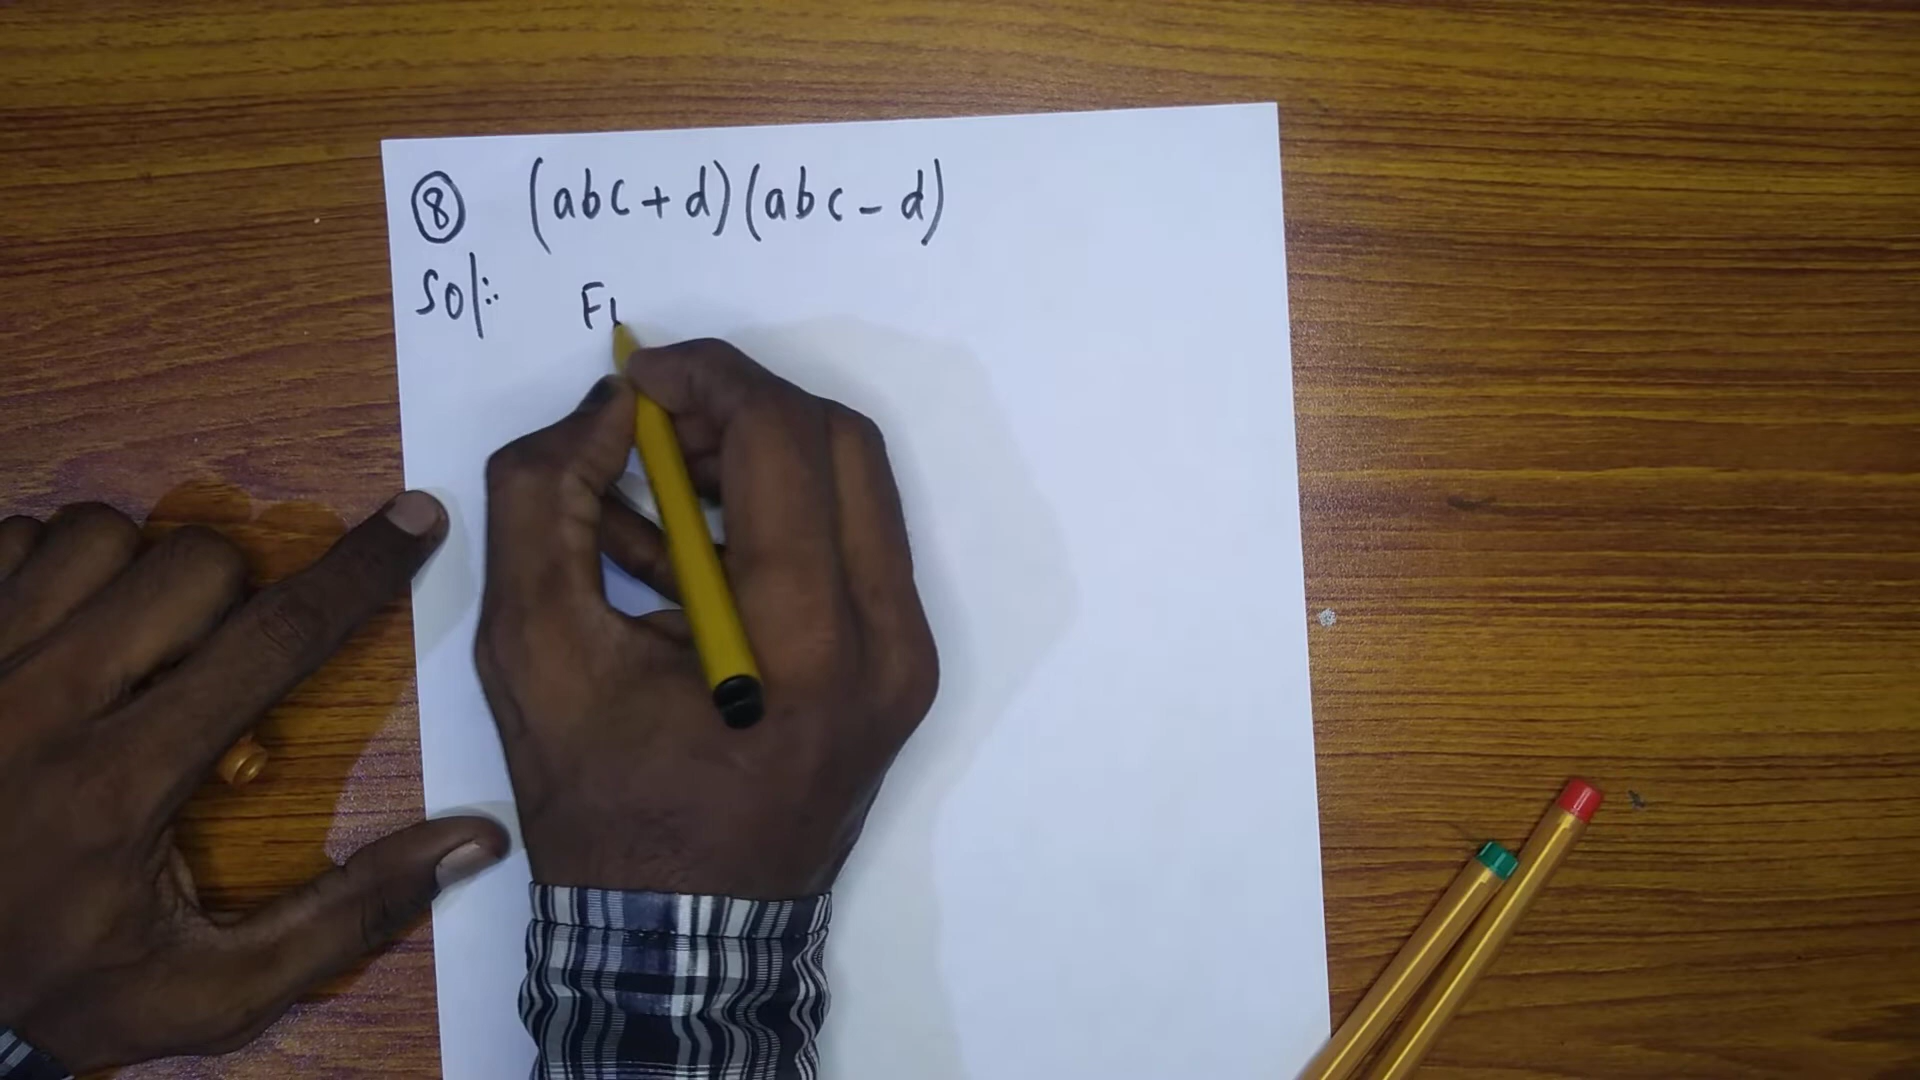 ⑧ (abc + d)(abc - d)
Sol:-